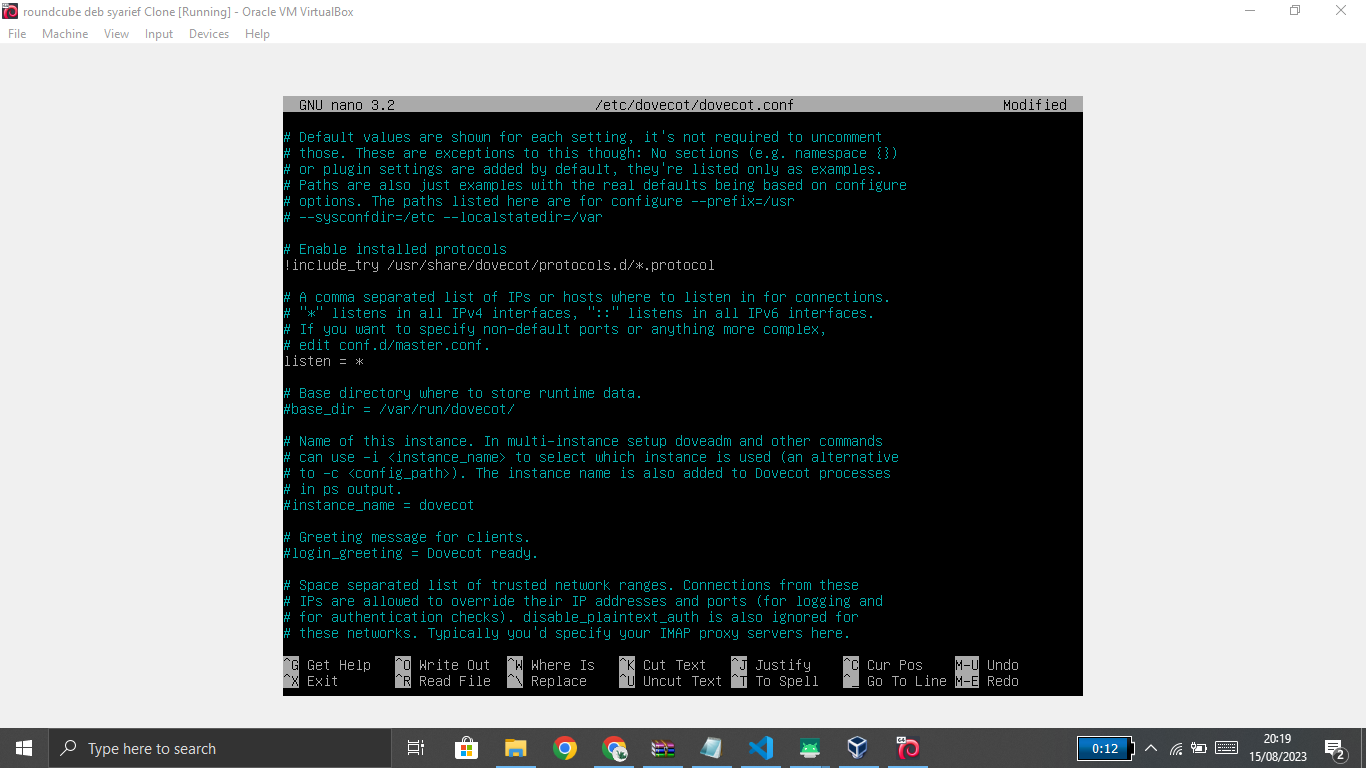 roundcube deb syarief Clone [Running] - Oracle VM VirtualBox
File Machine View Input Devices Help
GNU nano 3.2 /etc/dovecot/dovecot.conf Modified
# Default values are shown for each setting, it's not required to uncomment
# those. These are exceptions to this though: No sections (e.g. namespace {})
# or plugin settings are added by default, they're listed only as examples.
# Paths are also just examples with the real defaults being based on configure
# options. The paths listed here are for configure --prefix=/usr
# --sysconfdir=/etc --localstatedir=/var
# Enable installed protocols
!include_try /usr/share/dovecot/protocols.d/*.protocol
# A comma separated list of IPs or hosts where to listen in for connections.
# "*" listens in all IPv4 interfaces, "::" listens in all IPv6 interfaces.
# If you want to specify non-default ports or anything more complex,
# edit conf.d/master.conf.
listen = *
# Base directory where to store runtime data.
#base_dir = /var/run/dovecot/
# Name of this instance. In multi-instance setup doveadm and other commands
# can use -i <instance_name> to select which instance is used (an alternative
# to -c <config_path>). The instance name is also added to Dovecot processes
# in ps output.
#instance_name = dovecot
# Greeting message for clients.
#login_greeting = Dovecot ready.
# Space separated list of trusted network ranges. Connections from these
# IPs are allowed to override their IP addresses and ports (for logging and
# for authentication checks). disable_plaintext_auth is also ignored for
# these networks. Typically you'd specify your IMAP proxy servers here.
^G Get Help ^O Write Out ^W Where Is ^K Cut Text ^J Justify ^C Cur Pos M-U Undo
^X Exit ^R Read File ^\ Replace ^U Uncut Text ^T To Spell ^_ Go To Line M-E Redo
Type here to search
0:12
20:19
15/08/2023
2